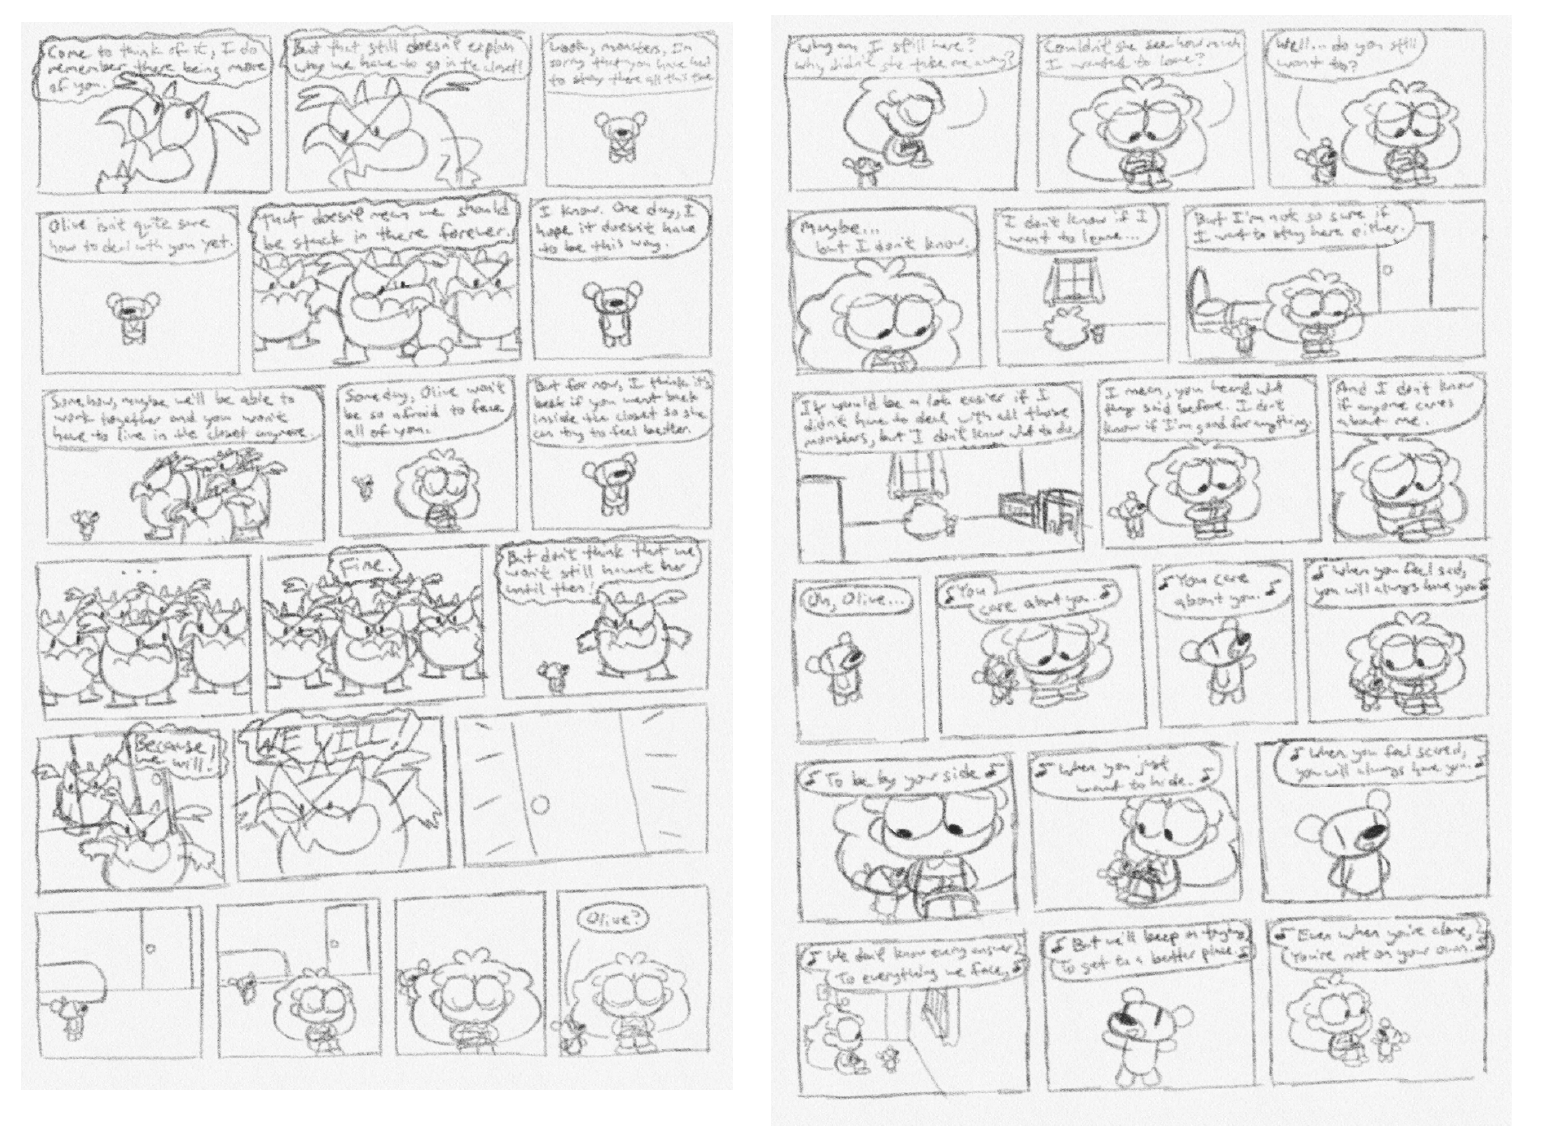 Come to think of it, I do
remember there being more
of you.
But that still doesn't explain
why we have to go in the closet!
Look, monsters, I'm
sorry that you have had
to stay there all this time.
Olive isn't quite sure
how to deal with you yet.
That doesn't mean we should
be stuck in there forever.
I know. One day, I
hope it doesn't have
to be this way.
Somehow, maybe we'll be able to
work together and you won't
have to live in the closet anymore.
Someday, Olive won't
be so afraid to face
all of you.
But for now, I think it's
best if you went back
inside the closet so she
can try to feel better.
...
Fine.
But don't think that we
won't still haunt her
until then!
Because
we will!
WE WILL!
Olive?
Why am I still here?
Why didn't she take me away?
Couldn't she see how much
I wanted to leave?
Well... do you still
want to?
Maybe...
but I don't know.
I don't know if I
want to leave...
But I'm not so sure if
I want to stay here either.
It would be a lot easier if I
didn't have to deal with all those
monsters, but I don't know what to do.
I mean, you heard what
they said before. I don't
know if I'm good for anything.
And I don't know
if anyone cares
about me.
Oh, Olive...
♪ You
care about you. ♪
♪ You care
about you. ♪
♪ When you feel sad,
you will always have you ♪
♪ To be by your side ♪
♪ When you just
want to hide. ♪
♪ When you feel scared,
you will always have you. ♪
♪ We don't know every answer
To everything we face, ♪
♪ But we'll keep on trying
To get to a better place. ♪
♪ Even when you're alone,
You're not on your own. ♪